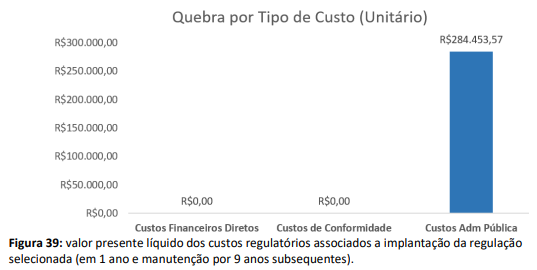 Quebra por Tipo de Custo (Unitário)
R$300.000,00
R$284.453,57
R$250.000,00
R$200.000,00
R$150.000,00
R$100.000,00
R$50.000,00
R$0,00
R$0,00
R$0,00
Custos Financeiros Diretos
Custos de Conformidade
Custos Adm Pública
Figura 39: valor presente líquido dos custos regulatórios associados a implantação da regulação
selecionada (em 1 ano e manutenção por 9 anos subsequentes).